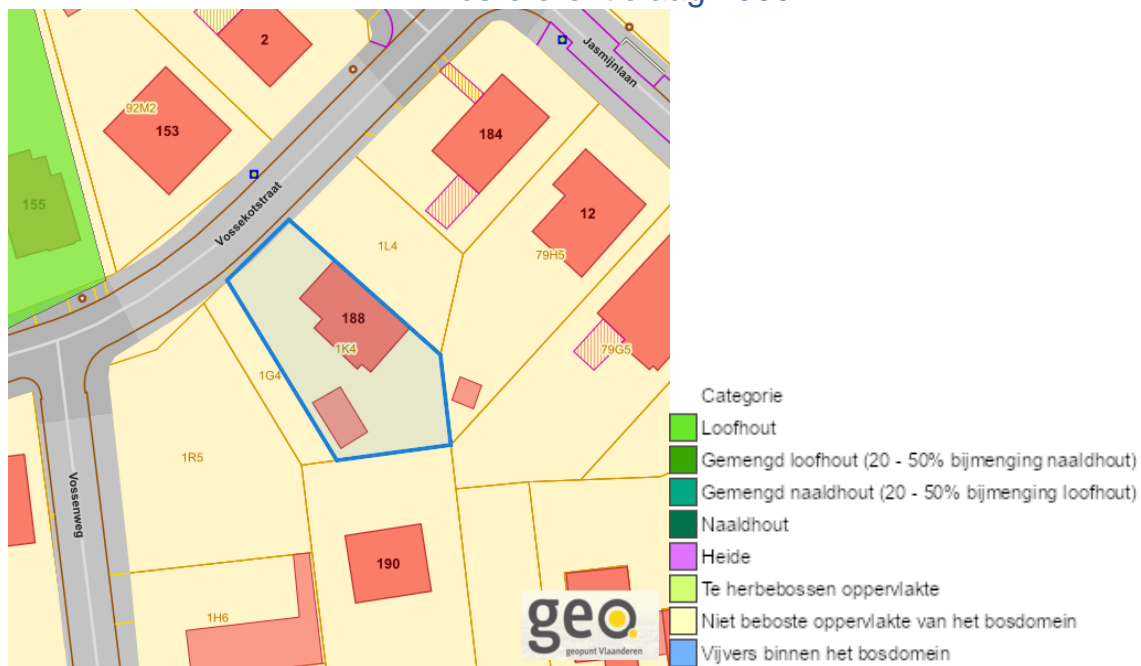 2
Jasmijnlaan
92M2
153
184
155
Vossekotstraat
12
1L4
79H5
188
1K4
79G5
1G4
1R5
Vossenweg
190
1H6
geo.
geopunt Vlaanderen
Categorie
Loofhout
Gemengd loofhout (20 - 50% bijmenging naaldhout)
Gemengd naaldhout (20 - 50% bijmenging loofhout)
Naaldhout
Heide
Te herbebossen oppervlakte
Niet beboste oppervlakte van het bosdomein
Vijvers binnen het bosdomein